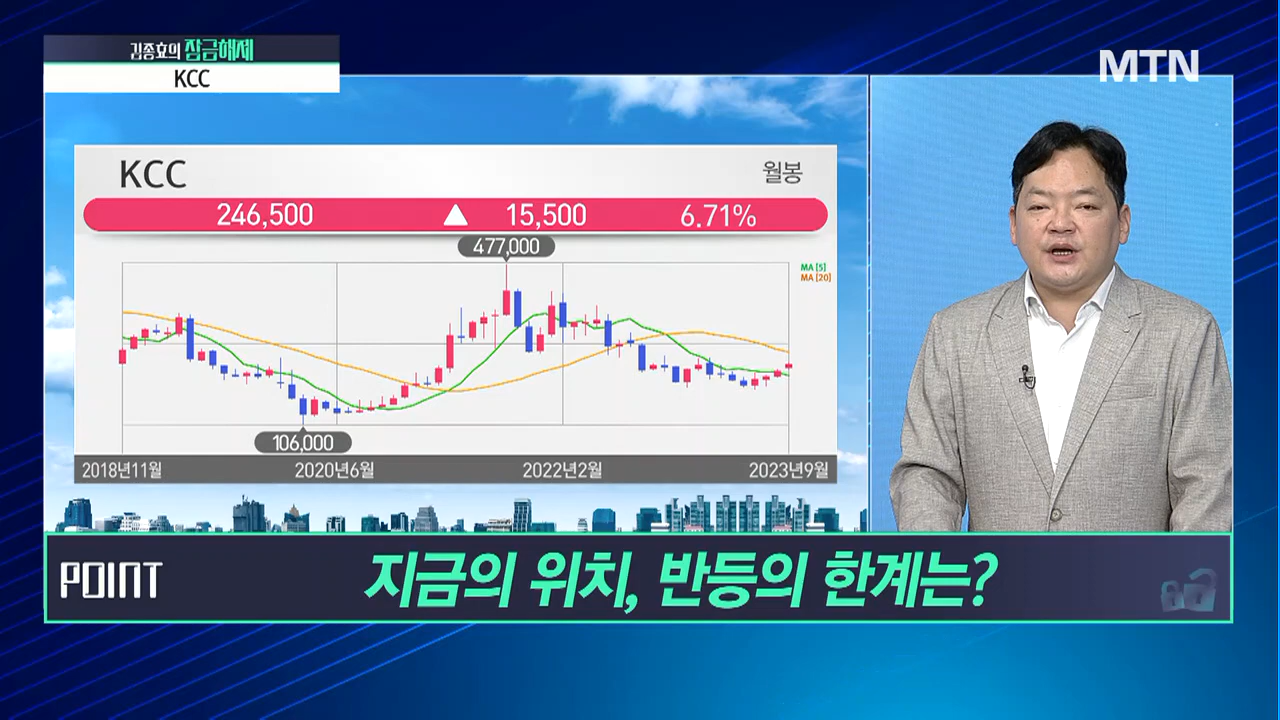 김종효의 잠금해제
KCC
MTN
KCC
월봉
246,500 ▲ 15,500 6.71%
477,000
MA [5]
MA [20]
106,000
2018년11월 2020년6월 2022년2월 2023년9월
POINT 지금의 위치, 반등의 한계는?